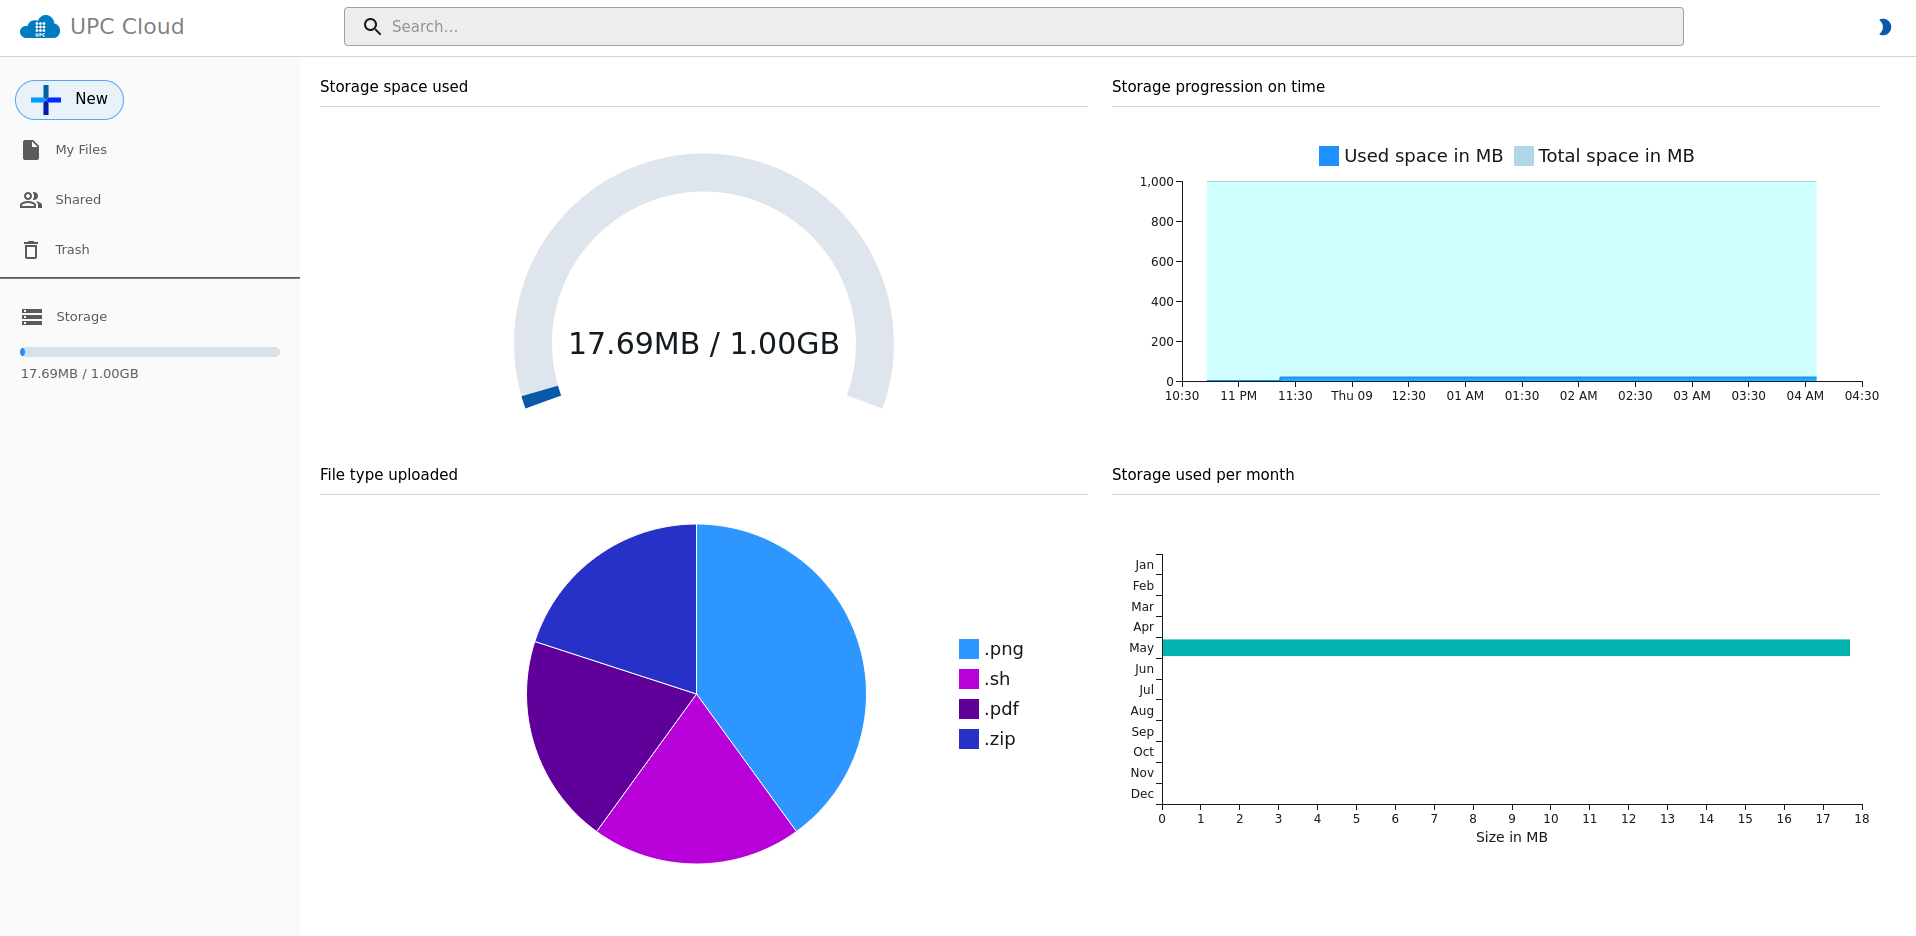 UPC
UPC Cloud
Search...
New
My Files
Shared
Trash
Storage
17.69MB / 1.00GB
Storage space used
17.69MB / 1.00GB
Storage progression on time
Used space in MB Total space in MB
1,000
800
600
400
200
0
10:30 11 PM 11:30 Thu 09 12:30 01 AM 01:30 02 AM 02:30 03 AM 03:30 04 AM 04:30
File type uploaded
.png
.sh
.pdf
.zip
Storage used per month
Jan
Feb
Mar
Apr
May
Jun
Jul
Aug
Sep
Oct
Nov
Dec
0 1 2 3 4 5 6 7 8 9 10 11 12 13 14 15 16 17 18
Size in MB